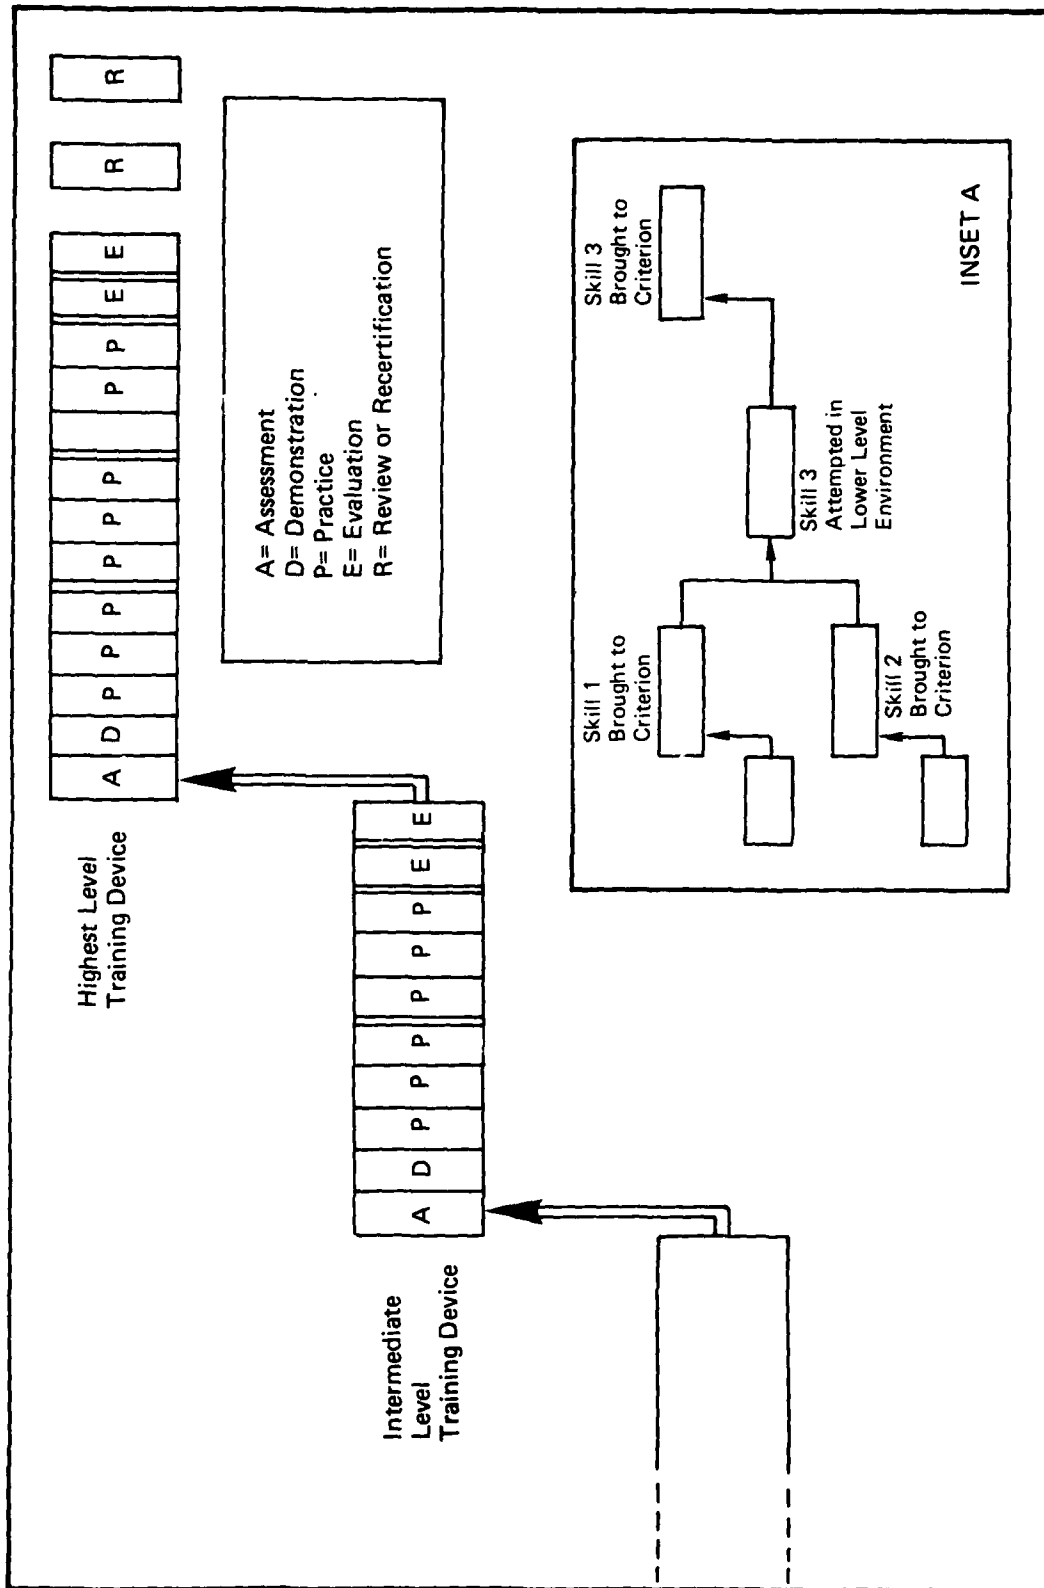 Highest Level
Training Device
A D P P P P P P P P E E R R
A= Assessment
D= Demonstration
P= Practice
E= Evaluation
R= Review or Recertification
Intermediate
Level
Training Device
A D P P P P P P E E
Skill 1
Brought to
Criterion
Skill 2
Brought to
Criterion
Skill 3
Attempted in
Lower Level
Environment
Skill 3
Brought to
Criterion
INSET A